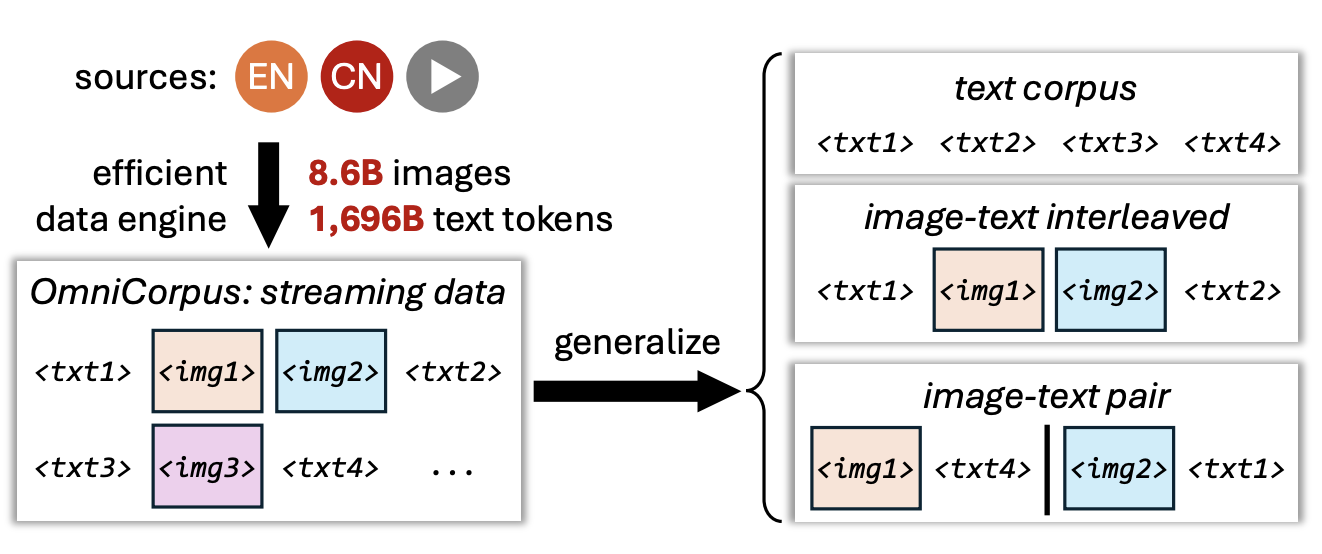 sources: EN CN
efficient 8.6B images
data engine 1,696B text tokens
OmniCorpus: streaming data
<txt1> <img1> <img2> <txt2>
<txt3> <img3> <txt4> ...
generalize
text corpus
<txt1> <txt2> <txt3> <txt4>
image-text interleaved
<txt1> <img1> <img2> <txt2>
image-text pair
<img1> <txt4> <img2> <txt1>